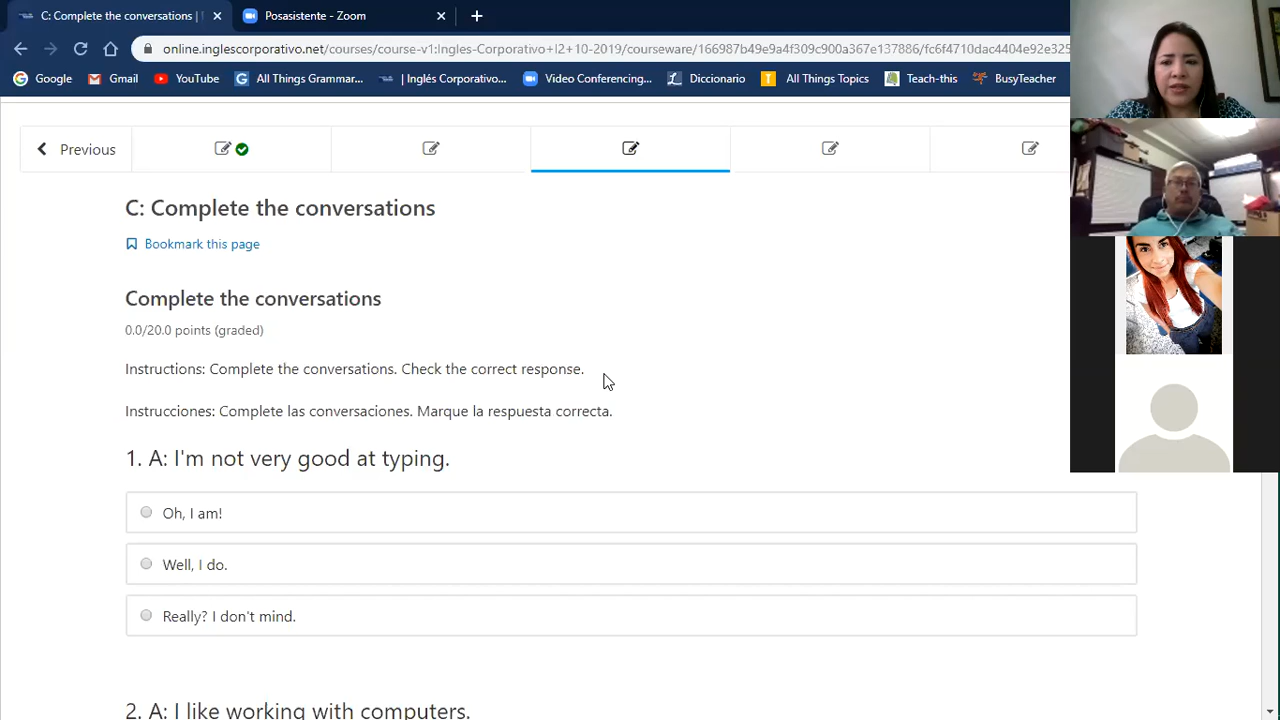 C: Complete the conversations |
Posasistente - Zoom
online.inglescorporativo.net/courses/course-v1:Ingles-Corporativo+I2+10-2019/courseware/166987b49e9a4f309c900a367e137886/fc6f4710dac4404e92e325
Google Gmail YouTube All Things Grammar... | Inglés Corporativo... Video Conferencing... Diccionario All Things Topics Teach-this BusyTeacher
Previous
C: Complete the conversations
Bookmark this page
Complete the conversations
0.0/20.0 points (graded)
Instructions: Complete the conversations. Check the correct response.
Instrucciones: Complete las conversaciones. Marque la respuesta correcta.
1. A: I'm not very good at typing.
Oh, I am!
Well, I do.
Really? I don't mind.
2. A: I like working with computers.